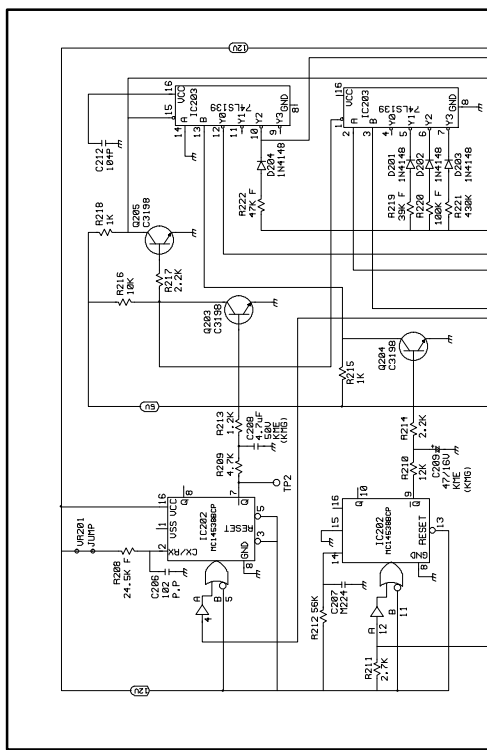 12V
16
15
VCC
IC203
74LS139
GND
8
A
B
Y0
Y1
Y2
Y3
14
13
12
11
10
9
16
VCC
IC203
74LS139
GND
8
A
B
Y0
Y1
Y2
Y3
1
2
3
4
5
6
7
C212
104P
D204
1N4148
D201
1N4148
D202
1N4148
D203
1N4148
R218
1K
Q205
C3198
R222
47K F
R219
39K F
R220
100K F
R221
430K
R216
10K
R217
2.2K
Q203
C3198
Q204
C3198
R215
1K
5V
R213
1.2K
C208
4.7uF
50V
KME
(KMG)
R214
2.2K
R209
4.7K
R210
12K
C209
47/16V
KME
(KMG)
TP2
16
8
7
VCC
Q
Q
1
VSS
IC202
MC14538BCP
RESET
5
3
2
CX/RX
GND
8
10
9
16
Q
Q
15
IC202
MC14538BCP
RESET
13
14
GND
8
VR201
JUMP
R208
24.5K F
C206
102
P.P
A
B
4
5
R212 56K
C207
M224
A
B
12
11
R211
2.7K
12V